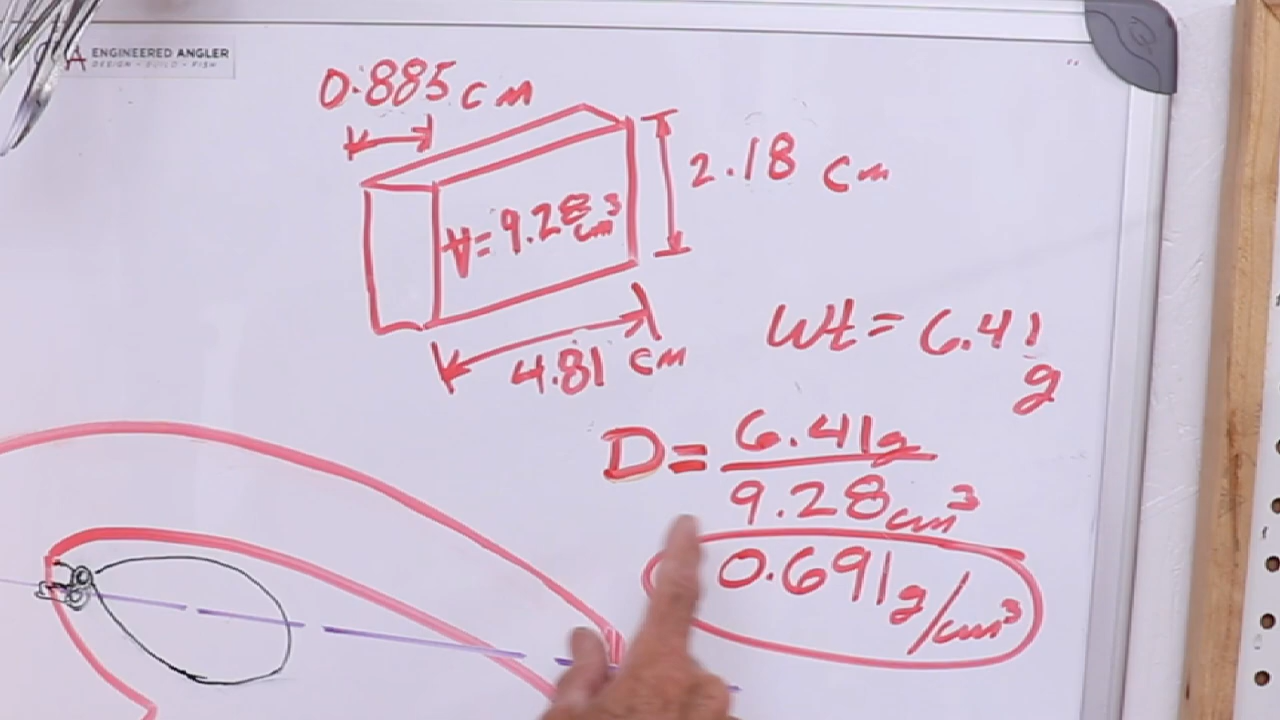 ENGINEERED ANGLER
DESIGN - BUILD - FISH
0.885 cm
2.18 cm
V= 9.28 cm³
4.81 cm
Wt = 6.41 g
D = 6.41g
9.28cm³
0.691g/cm³